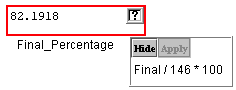 82.1918 ?
Final_Percentage
Hide Apply
Final / 146 * 100